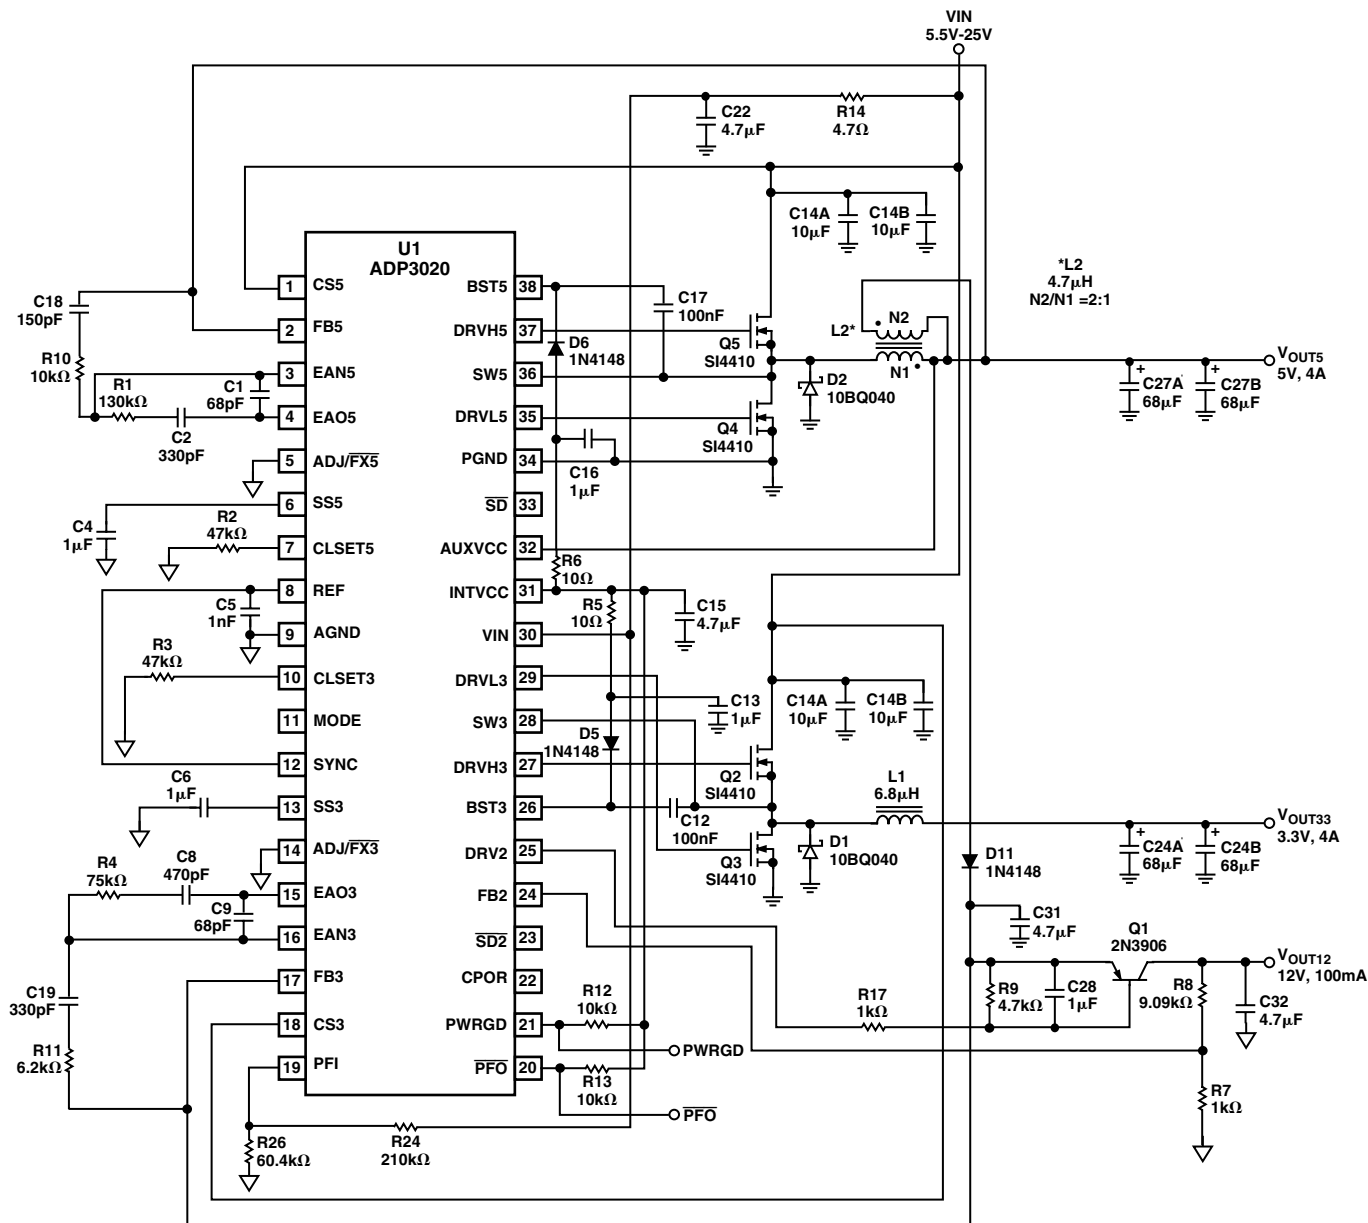 VIN
5.5V-25V
C22
4.7μF
R14
4.7Ω
C14A
10μF
C14B
10μF
*L2
4.7μH
N2/N1 =2:1
U1
ADP3020
1 CS5
2 FB5
3 EAN5
4 EAO5
5 ADJ/FX5
6 SS5
7 CLSET5
8 REF
9 AGND
10 CLSET3
11 MODE
12 SYNC
13 SS3
14 ADJ/FX3
15 EAO3
16 EAN3
17 FB3
18 CS3
19 PFI
BST5 38
DRVH5 37
SW5 36
DRVL5 35
PGND 34
SD 33
AUXVCC 32
INTVCC 31
VIN 30
DRVL3 29
SW3 28
DRVH3 27
BST3 26
DRV2 25
FB2 24
SD2 23
CPOR 22
PWRGD 21
PFO 20
C18
150pF
R10
10kΩ
R1
130kΩ
C1
68pF
C2
330pF
C4
1μF
R2
47kΩ
C5
1nF
R3
47kΩ
C6
1μF
R4
75kΩ
C8
470pF
C9
68pF
C19
330pF
R11
6.2kΩ
R26
60.4kΩ
R24
210kΩ
C17
100nF
D6
1N4148
Q5
SI4410
L2*
N2
N1
D2
10BQ040
Q4
SI4410
C16
1μF
C27A
68μF
+
C27B
68μF
+
VOUT5
5V, 4A
R6
10Ω
R5
10Ω
C15
4.7μF
C13
1μF
D5
1N4148
C14A
10μF
C14B
10μF
Q2
SI4410
L1
6.8μH
C12
100nF
Q3
SI4410
D1
10BQ040
C24A
68μF
+
C24B
68μF
+
VOUT33
3.3V, 4A
D11
1N4148
C31
4.7μF
Q1
2N3906
VOUT12
12V, 100mA
R17
1kΩ
R9
4.7kΩ
C28
1μF
R8
9.09kΩ
C32
4.7μF
R7
1kΩ
R12
10kΩ
PWRGD
R13
10kΩ
PFO